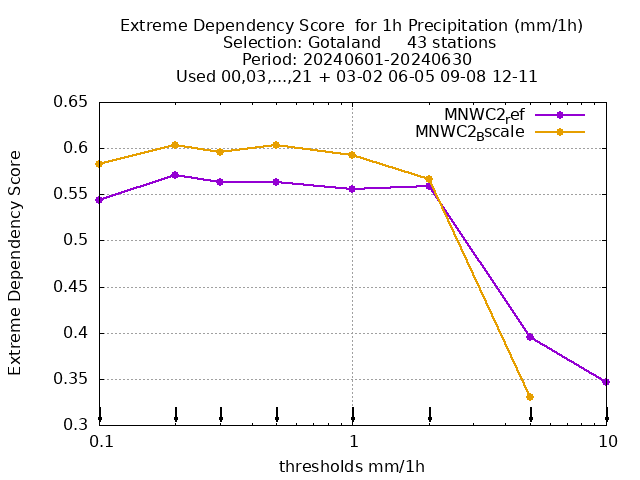 Extreme Dependency Score  for 1h Precipitation (mm/1h)
Selection: Gotaland     43 stations
Period: 20240601-20240630
Used 00,03,...,21 + 03-02 06-05 09-08 12-11
MNWC2ref
MNWC2Bscale
0.65
0.6
0.55
0.5
0.45
0.4
0.35
0.3
Extreme Dependency Score
0.1
1
10
thresholds mm/1h